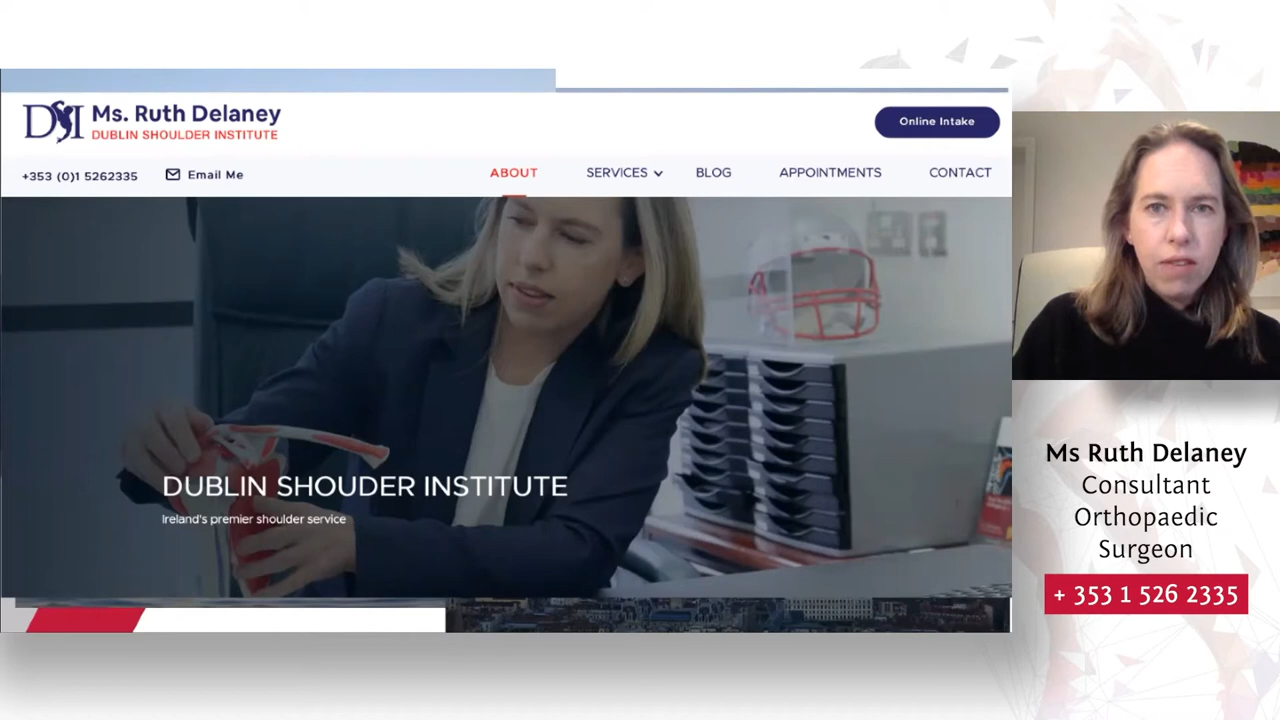 DSI Ms. Ruth Delaney
DUBLIN SHOULDER INSTITUTE
Online Intake
+353 (0)1 5262335 Email Me
ABOUT SERVICES BLOG APPOINTMENTS CONTACT
DUBLIN SHOUDER INSTITUTE
Ireland's premier shoulder service
Ms Ruth Delaney
Consultant
Orthopaedic
Surgeon
+ 353 1 526 2335